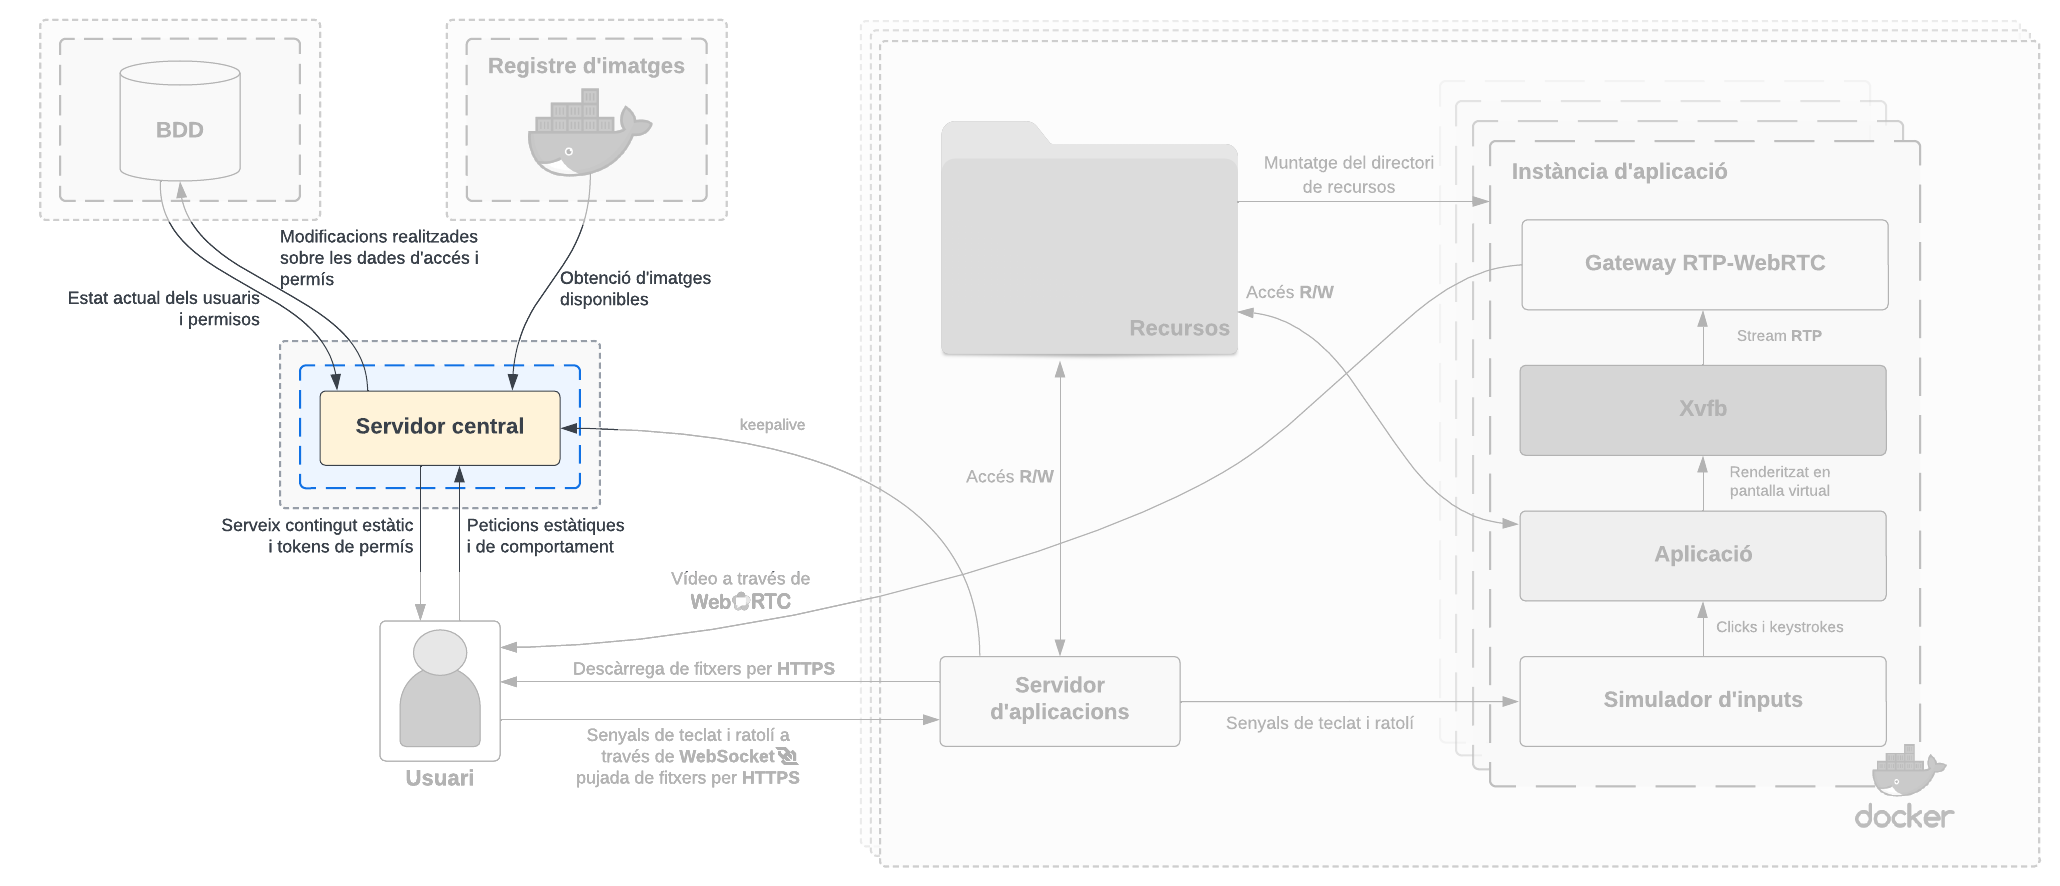 BDD
Registre d'imatges
Modificacions realitzades
sobre les dades d'accés i
permís
Estat actual dels usuaris
i permisos
Obtenció d'imatges
disponibles
Servidor central
Serveix contingut estàtic
i tokens de permís
Peticions estàtiques
i de comportament
keepalive
Vídeo a través de
WebRTC
Descàrrega de fitxers per HTTPS
Senyals de teclat i ratolí a
través de WebSocket
pujada de fitxers per HTTPS
Usuari
Recursos
Muntatge del directori
de recursos
Accés R/W
Accés R/W
Servidor
d'aplicacions
Senyals de teclat i ratolí
Instància d'aplicació
Gateway RTP-WebRTC
Stream RTP
Xvfb
Renderitzat en
pantalla virtual
Aplicació
Clicks i keystrokes
Simulador d'inputs
docker